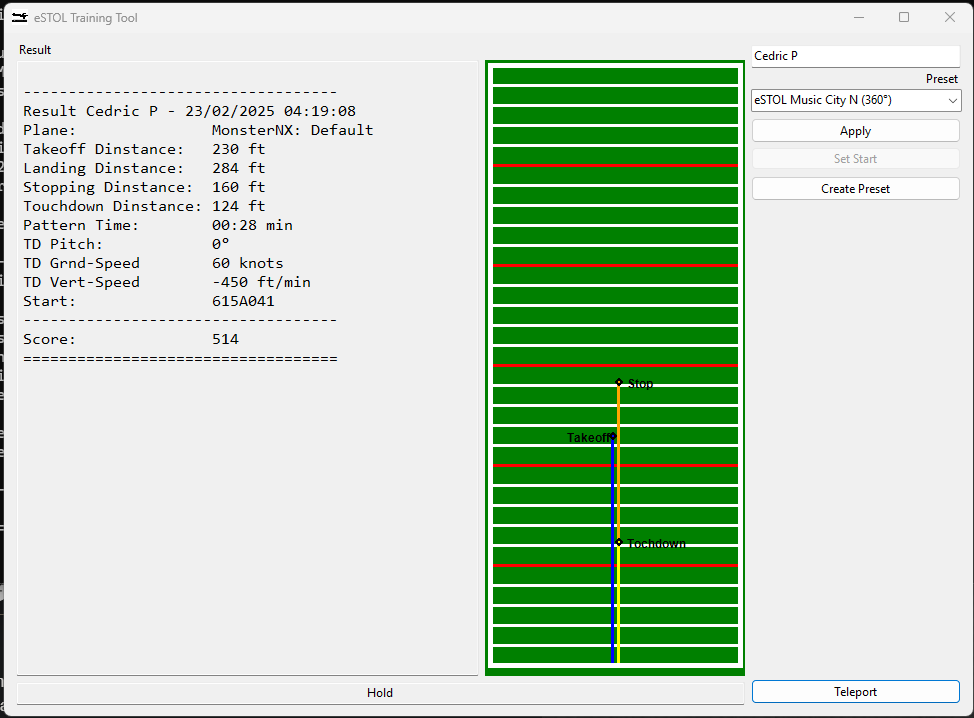 eSTOL Training Tool
Result
----------------------------------
Result Cedric P - 23/02/2025 04:19:08
Plane: MonsterNX: Default
Takeoff Dinstance: 230 ft
Landing Dinstance: 284 ft
Stopping Dinstance: 160 ft
Touchdown Dinstance: 124 ft
Pattern Time: 00:28 min
TD Pitch: 0°
TD Grnd-Speed 60 knots
TD Vert-Speed -450 ft/min
Start: 615A041
----------------------------------
Score: 514
==================================
Stop
Takeoff
Tochdown
Cedric P
Preset
eSTOL Music City N (360°)
Apply
Set Start
Create Preset
Hold
Teleport